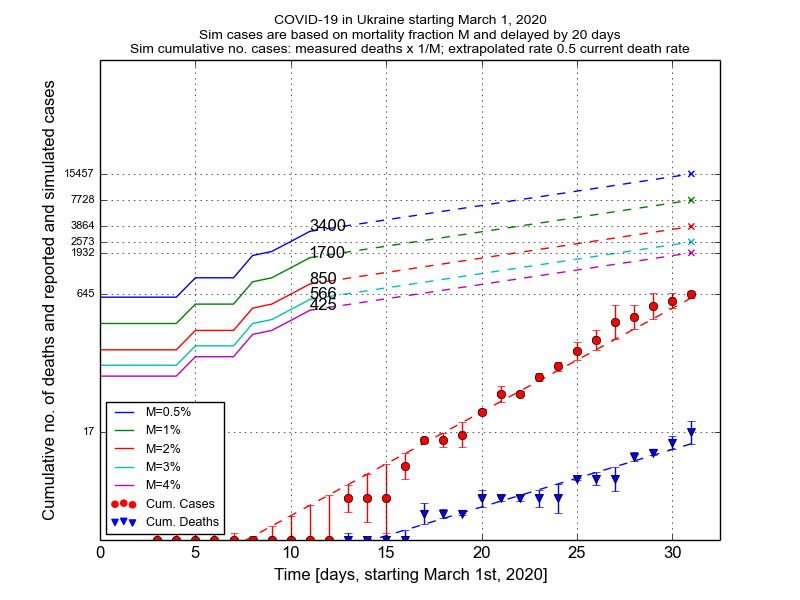 COVID-19 in Ukraine starting March 1, 2020
Sim cases are based on mortality fraction M and delayed by 20 days
Sim cumulative no. cases: measured deaths x 1/M; extrapolated rate 0.5 current death rate
Cumulative no. of deaths and reported and simulated cases
15457
7728
3864
2573
1932
645
17
3400
1700
850
566
425
M=0.5%
M=1%
M=2%
M=3%
M=4%
Cum. Cases
Cum. Deaths
0 5 10 15 20 25 30
Time [days, starting March 1st, 2020]